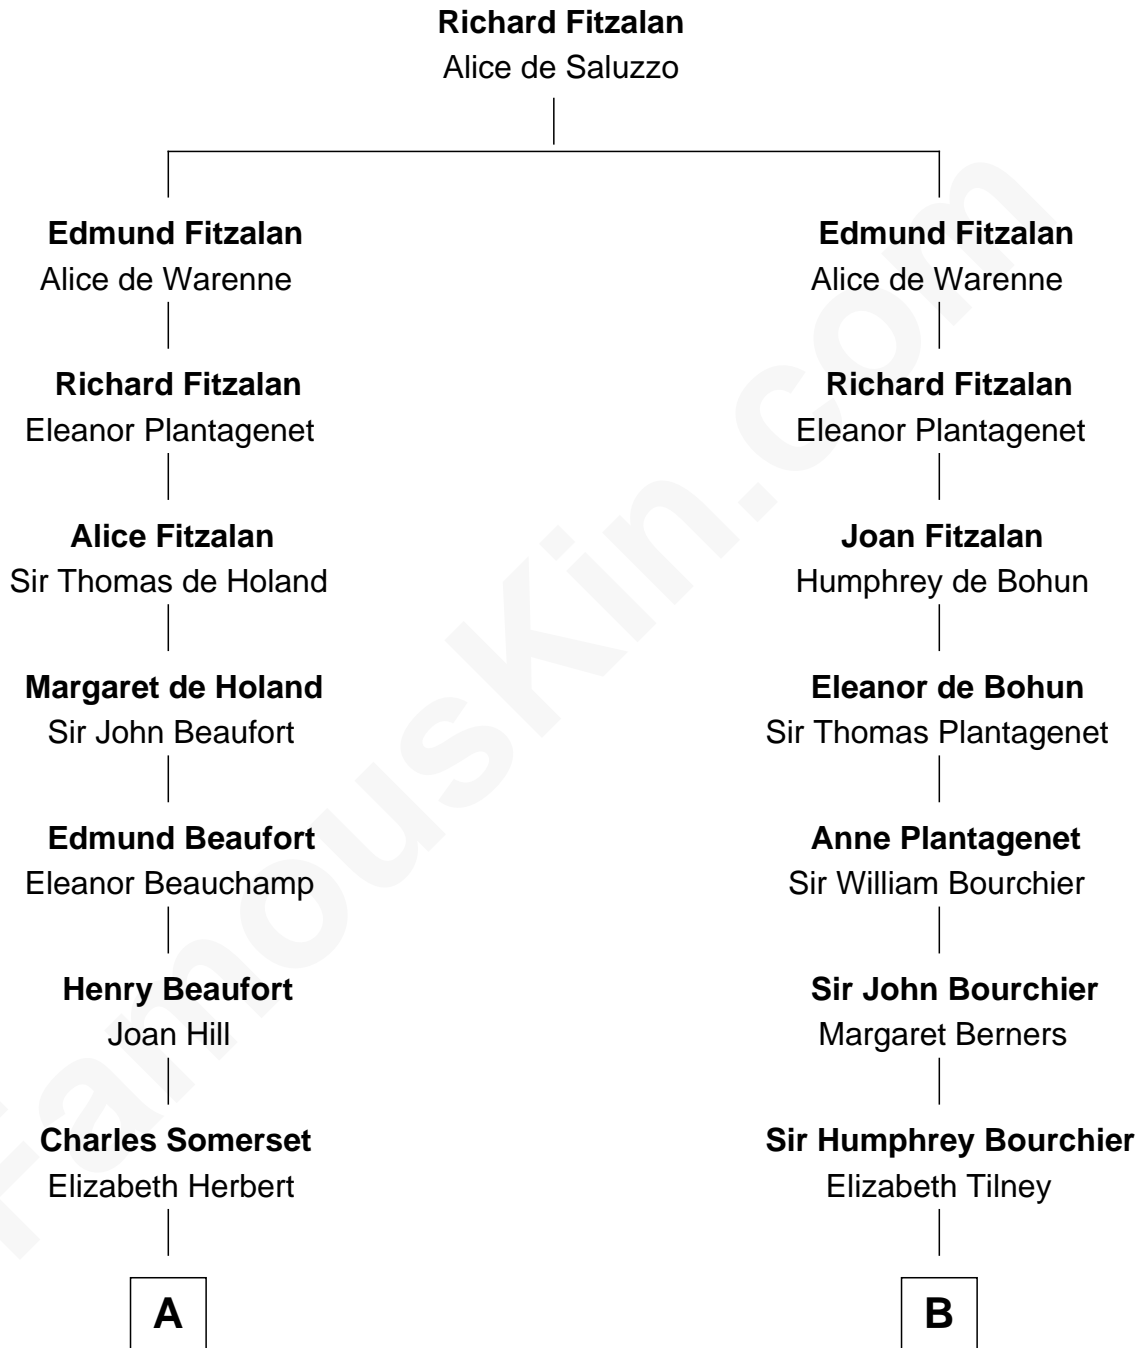 Richard Fitzalan
Alice de Saluzzo
Edmund Fitzalan
Alice de Warenne
Richard Fitzalan
Eleanor Plantagenet
Alice Fitzalan
Sir Thomas de Holand
Margaret de Holand
Sir John Beaufort
Edmund Beaufort
Eleanor Beauchamp
Henry Beaufort
Joan Hill
Charles Somerset
Elizabeth Herbert
A
Edmund Fitzalan
Alice de Warenne
Richard Fitzalan
Eleanor Plantagenet
Joan Fitzalan
Humphrey de Bohun
Eleanor de Bohun
Sir Thomas Plantagenet
Anne Plantagenet
Sir William Bourchier
Sir John Bourchier
Margaret Berners
Sir Humphrey Bourchier
Elizabeth Tilney
B
FamousKin.com